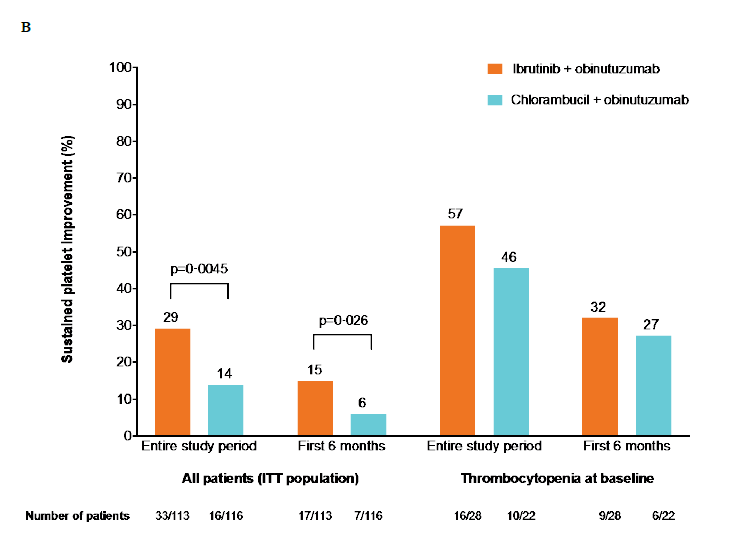 B
Ibrutinib + obinutuzumab
Chlorambucil + obinutuzumab
Sustained platelet improvement (%)
100
90
80
70
60
50
40
30
20
10
0
p=0·0045
29
14
p=0·026
15
6
57
46
32
27
Entire study period
First 6 months
Entire study period
First 6 months
All patients (ITT population)
Thrombocytopenia at baseline
Number of patients 33/113 16/116 17/113 7/116 16/28 10/22 9/28 6/22